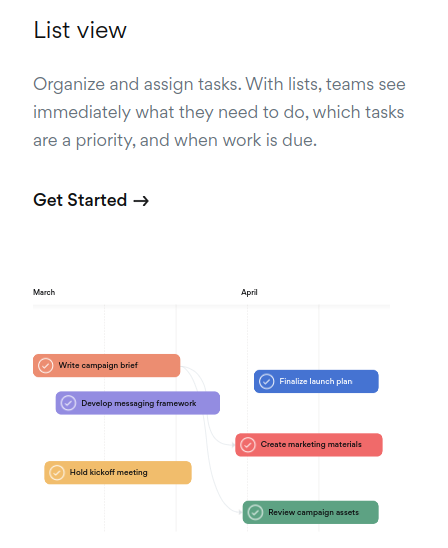 List view
Organize and assign tasks. With lists, teams see
immediately what they need to do, which tasks
are a priority, and when work is due.
Get Started →
March April
Write campaign brief
Finalize launch plan
Develop messaging framework
Create marketing materials
Hold kickoff meeting
Review campaign assets